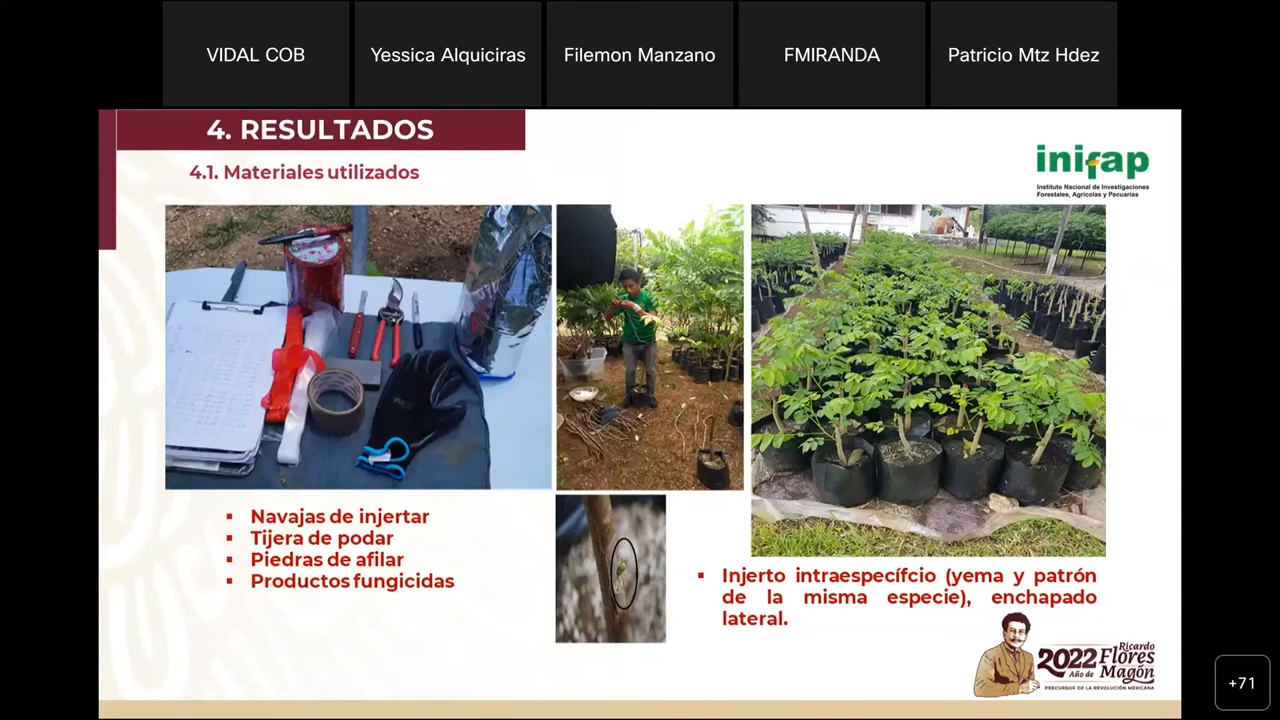 VIDAL COB
Yessica Alquiciras
Filemon Manzano
FMIRANDA
Patricio Mtz Hdez
4. RESULTADOS
4.1. Materiales utilizados
inifap
Instituto Nacional de Investigaciones
Forestales, Agrícolas y Pecuarias
▪ Navajas de injertar
▪ Tijera de podar
▪ Piedras de afilar
▪ Productos fungicidas
▪ Injerto intraespecífcio (yema y patrón
de la misma especie), enchapado
lateral.
2022
Año de
Ricardo
Flores
Magón
PRECURSOR DE LA REVOLUCIÓN MEXICANA
+71